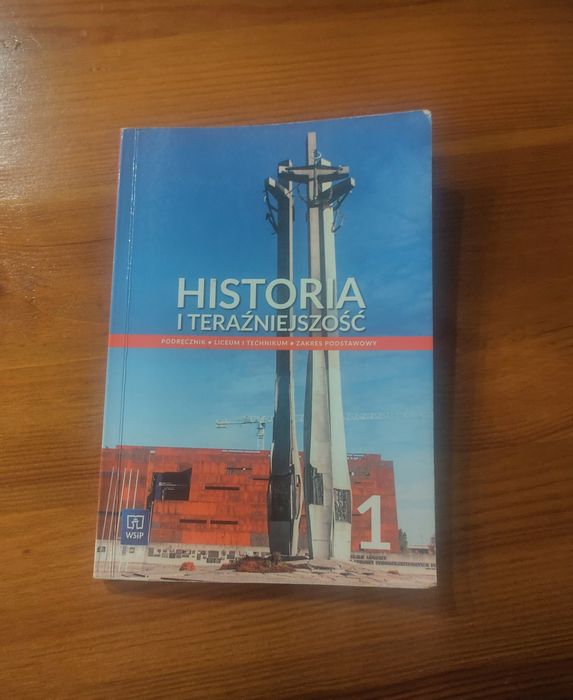 HISTORIA
I TERAŹNIEJSZOŚĆ
PODRĘCZNIK • LICEUM I TECHNIKUM • ZAKRES PODSTAWOWY
1
WSiP